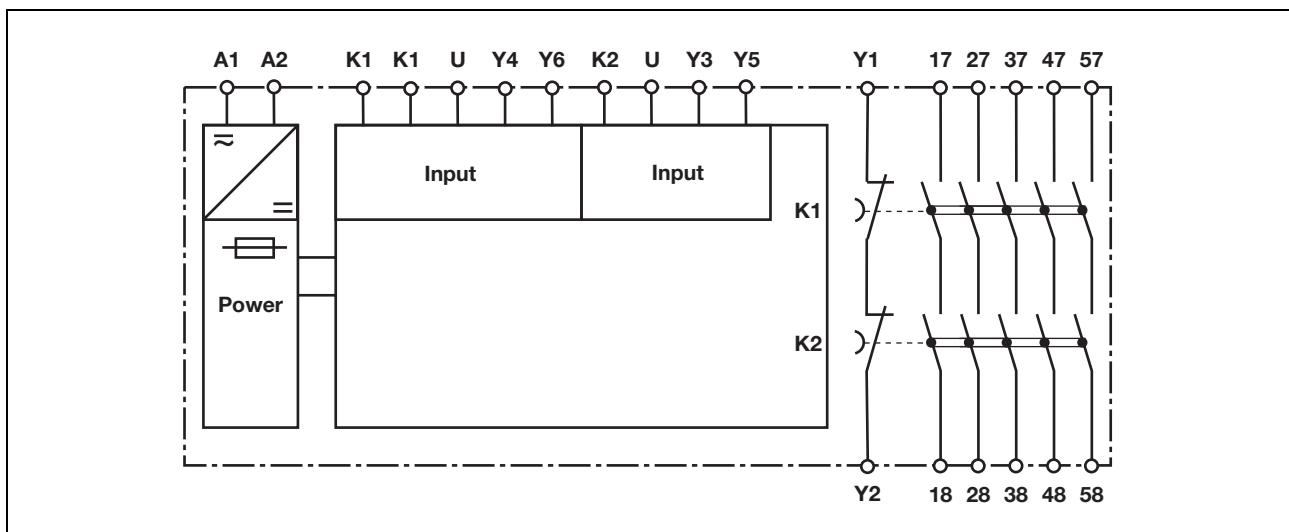 A1 A2 K1 K1 U Y4 Y6 K2 U Y3 Y5 Y1 17 27 37 47 57
Input Input
K1
Power
K2
Y2 18 28 38 48 58